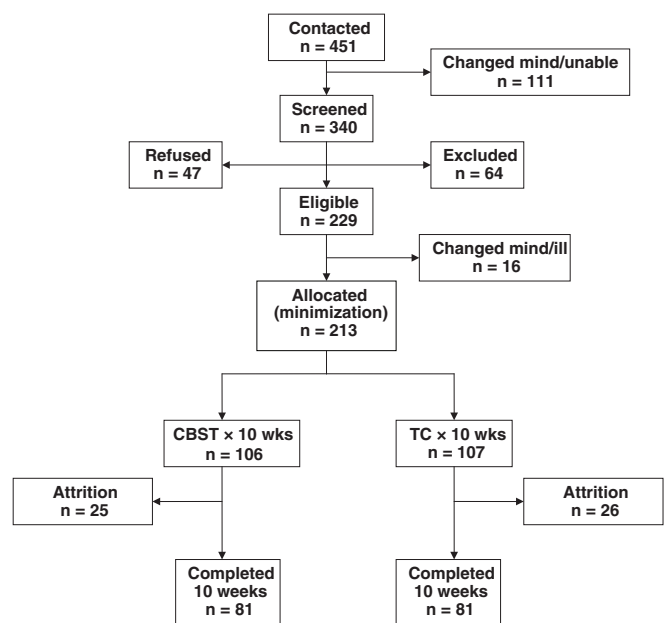 Contacted
n = 451
Changed mind/unable
n = 111
Screened
n = 340
Refused
n = 47
Excluded
n = 64
Eligible
n = 229
Changed mind/ill
n = 16
Allocated
(minimization)
n = 213
CBST × 10 wks
n = 106
TC × 10 wks
n = 107
Attrition
n = 25
Attrition
n = 26
Completed
10 weeks
n = 81
Completed
10 weeks
n = 81